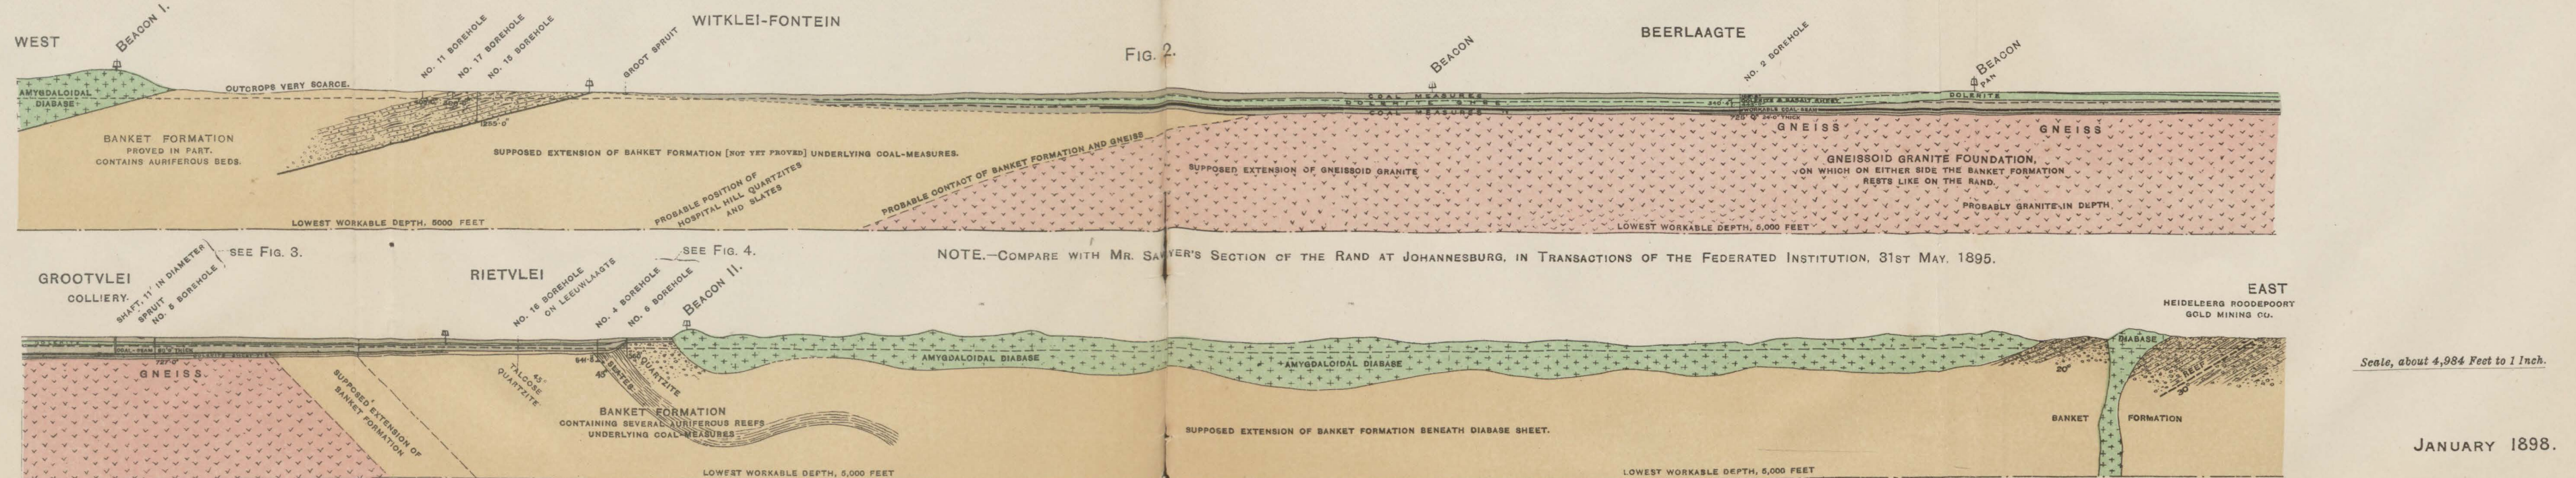 WEST
BEACON I.
NO. 11 BOREHOLE
NO. 17 BOREHOLE
NO. 15 BOREHOLE
WITKLEI-FONTEIN
GROOT SPRUIT
FIG. 2.
BEACON
BEERLAAGTE
NO. 2 BOREHOLE
BEACON
PAN
AMYGDALOIDAL
DIABASE
OUTCROPS VERY SCARCE.
COAL MEASURES
COAL MEASURES
DOLERITE
BANKET FORMATION
PROVED IN PART.
CONTAINS AURIFEROUS BEDS.
SUPPOSED EXTENSION OF BANKET FORMATION [NOT YET PROVED] UNDERLYING COAL-MEASURES.
PROBABLE POSITION OF
HOSPITAL HILL QUARTZITES
AND SLATES
PROBABLE CONTACT OF BANKET FORMATION AND GNEISS
SUPPOSED EXTENSION OF GNEISSOID GRANITE
GNEISS
GNEISS
GNEISSOID GRANITE FOUNDATION,
ON WHICH ON EITHER SIDE THE BANKET FORMATION
RESTS LIKE ON THE RAND.
PROBABLY GRANITE IN DEPTH
LOWEST WORKABLE DEPTH, 5000 FEET
LOWEST WORKABLE DEPTH, 5,000 FEET
NOTE.—COMPARE WITH MR. SAWYER'S SECTION OF THE RAND AT JOHANNESBURG, IN TRANSACTIONS OF THE FEDERATED INSTITUTION, 31ST MAY, 1895.
GROOTVLEI
COLLIERY.
SHAFT, 11' IN DIAMETER
SPRUIT
NO. 5 BOREHOLE
SEE FIG. 3.
RIETVLEI
NO. 16 BOREHOLE
ON LEEUWLAAGTS
NO. 4 BOREHOLE
NO. 6 BOREHOLE
SEE FIG. 4.
BEACON II.
EAST
HEIDELBERG ROODEPOORT
GOLD MINING CO.
GNEISS
SUPPOSED EXTENSION OF
BANKET FORMATION
45°
TALCOSE
QUARTZITE
45°
SLATES
QUARTZITE
BANKET FORMATION
CONTAINING SEVERAL AURIFEROUS REEFS
UNDERLYING COAL-MEASURES
AMYGDALOIDAL DIABASE
AMYGDALOIDAL DIABASE
SUPPOSED EXTENSION OF BANKET FORMATION BENEATH DIABASE SHEET.
20°
DIABASE
REEF
30°
BANKET FORMATION
LOWEST WORKABLE DEPTH, 5,000 FEET
LOWEST WORKABLE DEPTH, 5,000 FEET
Scale, about 4,984 Feet to 1 Inch.
JANUARY 1898.